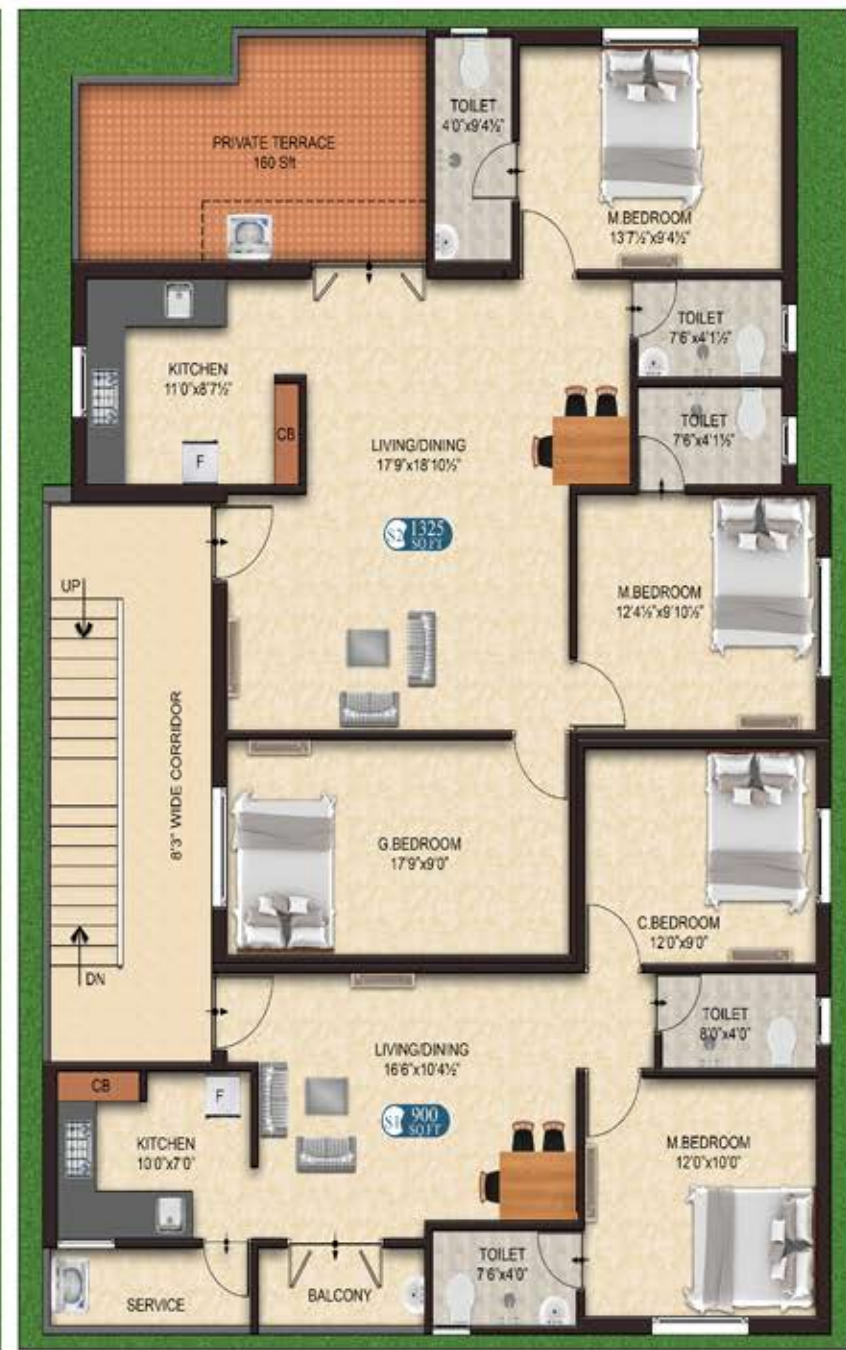 TOILET
4'0"x9'4½"
PRIVATE TERRACE
160 Sft
M.BEDROOM
13'7½"x9'4½"
TOILET
7'6"x4'1½"
KITCHEN
11'0"x8'7½"
TOILET
7'6"x4'1½"
CB
LIVING/DINING
17'9"x18'10½"
F
S2 1325
SQ.FT
UP
M.BEDROOM
12'4½"x9'10½"
8'3" WIDE CORRIDOR
G.BEDROOM
17'9"x9'0"
C.BEDROOM
12'0"x9'0"
DN
TOILET
8'0"x4'0"
LIVING/DINING
16'6"x10'4½"
CB
F
S1 900
SQ.FT
KITCHEN
10'0"x7'0"
M.BEDROOM
12'0"x10'0"
TOILET
7'6"x4'0"
SERVICE
BALCONY